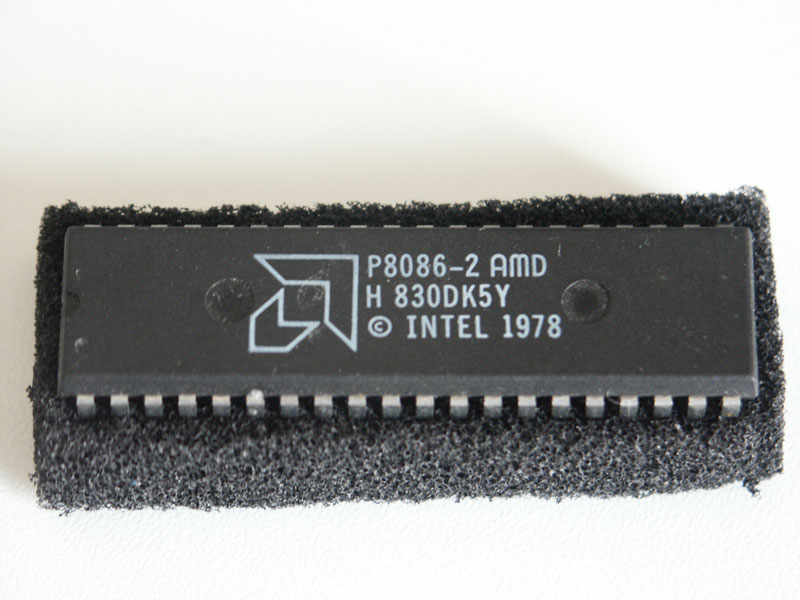 P8086-2 AMD
H 830DK5Y
© INTEL 1978